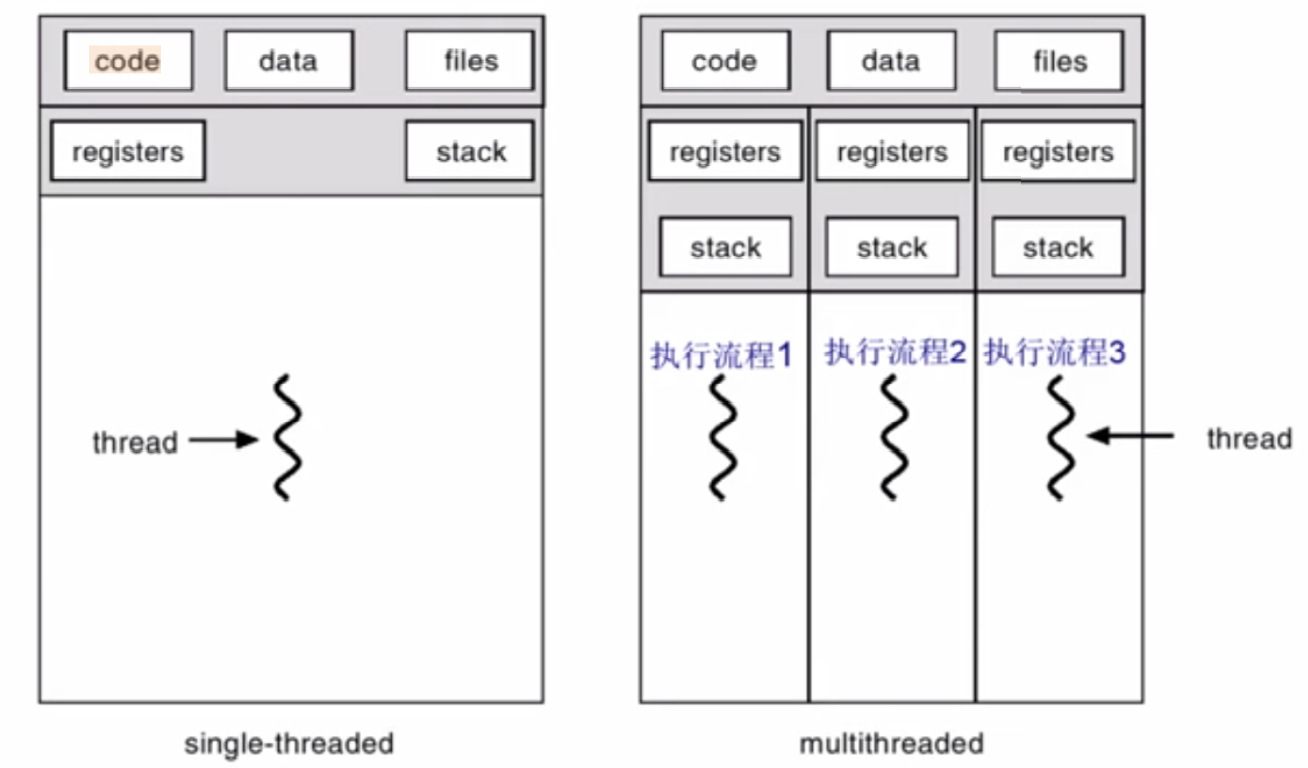 code data files
registers stack
thread
single-threaded
code data files
registers registers registers
stack stack stack
执行流程1 执行流程2 执行流程3
thread
multithreaded